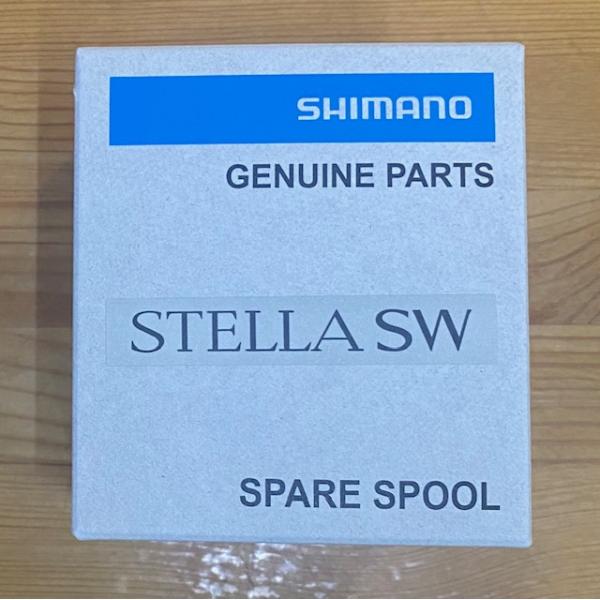 SHIMANO
GENUINE PARTS
STELLA SW
SPARE SPOOL